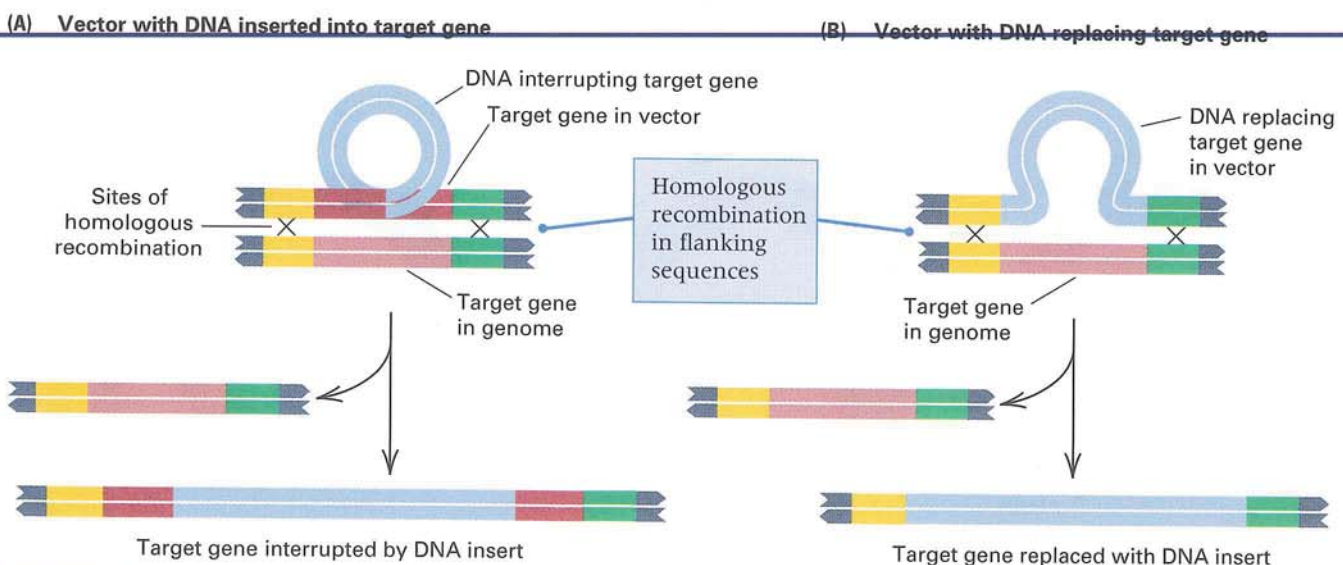 (A) Vector with DNA inserted into target gene
(B) Vector with DNA replacing target gene
DNA interrupting target gene
Target gene in vector
Sites of
homologous
recombination
Target gene
in genome
Homologous
recombination
in flanking
sequences
DNA replacing
target gene
in vector
Target gene
in genome
Target gene interrupted by DNA insert
Target gene replaced with DNA insert